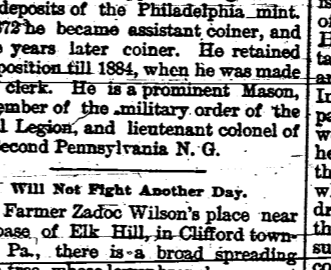 deposits of the Philadelphia mint.
872 he became assistant coiner, and
years later coiner. He retained
position till 1884, when he was made
clerk. He is a prominent Mason,
ember of the military order of the
l Legion, and lieutenant colonel of
econd Pennsylvania N. G.
Will Not Fight Another Day.
Farmer Zadoc Wilson's place near
base of Elk Hill, in Clifford town-
Pa., there is a broad spreading